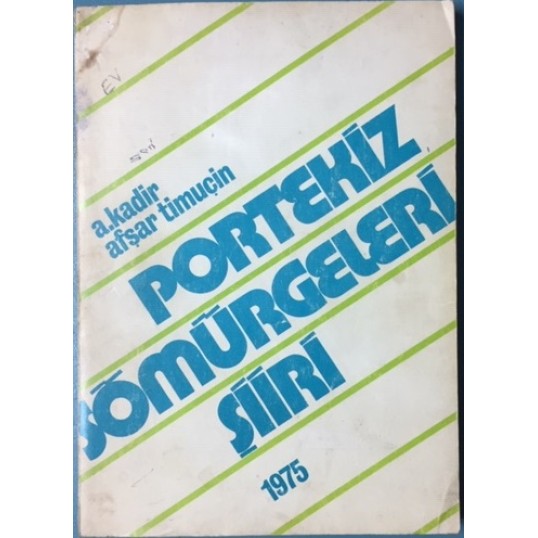 EV
a.kadir
afşar timuçin
PORTEKİZ
SÖMÜRGELERİ
ŞİİRİ
1975